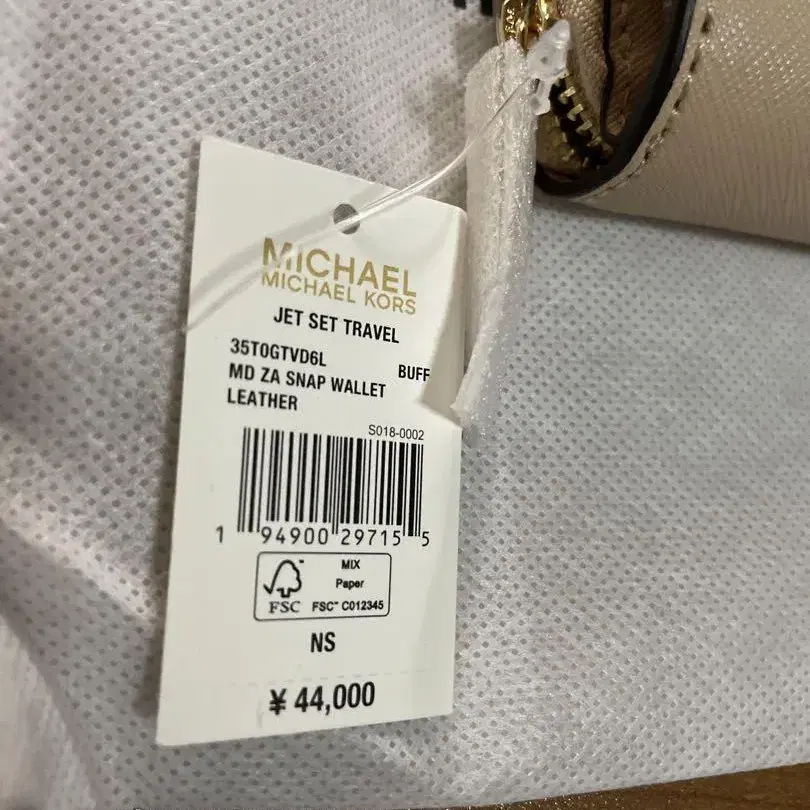 MICHAEL
MICHAEL KORS
JET SET TRAVEL
35T0GTVD6L BUFF
MD ZA SNAP WALLET
LEATHER
S018-0002
1 94900 29715 5
MIX
Paper
FSC™ C012345
FSC
NS
¥ 44,000